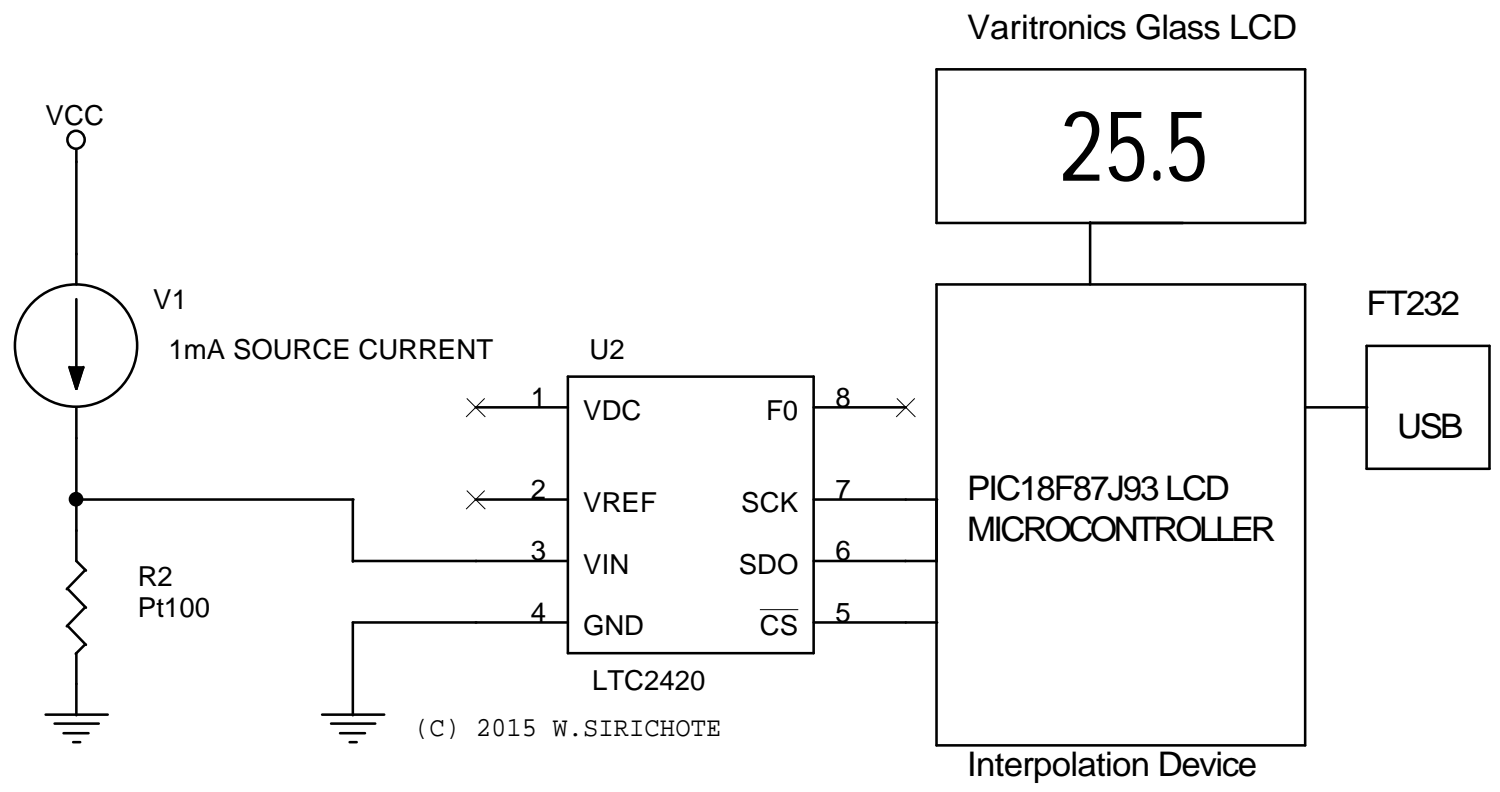 Varitronics Glass LCD
25.5
VCC
V1
1mA SOURCE CURRENT
FT232
USB
U2
1
VDC
F0
8
2
VREF
SCK
7
3
VIN
SDO
6
4
GND
CS
5
LTC2420
PIC18F87J93 LCD
MICROCONTROLLER
R2
Pt100
(C) 2015 W.SIRICHOTE
Interpolation Device